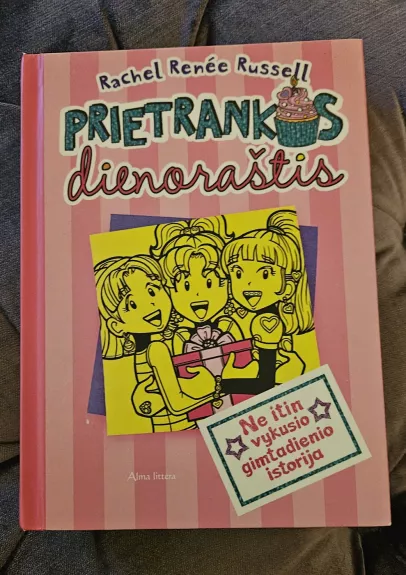 Rachel Renée Russell
PRIETRANKOS
dienoraštis
Ne itin
vykusio
gimtadienio
istorija
Alma littera